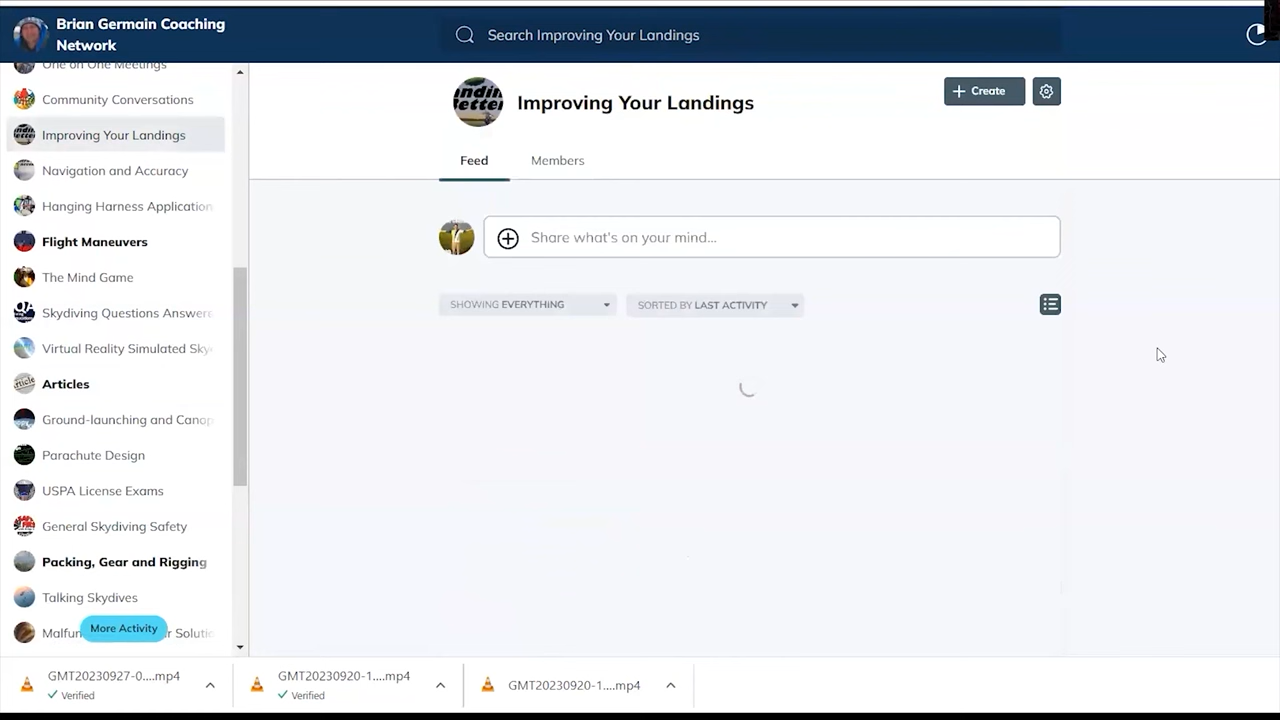 Brian Germain Coaching
Network
Search Improving Your Landings
One on One Meetings
Community Conversations
Improving Your Landings
Navigation and Accuracy
Hanging Harness Application
Flight Maneuvers
The Mind Game
Skydiving Questions Answere
Virtual Reality Simulated Sky
Articles
Ground-launching and Canop
Parachute Design
USPA License Exams
General Skydiving Safety
Packing, Gear and Rigging
Talking Skydives
More Activity
Improving Your Landings
+ Create
Feed Members
Share what's on your mind...
SHOWING EVERYTHING
SORTED BY LAST ACTIVITY
GMT20230927-0....mp4
Verified
GMT20230920-1....mp4
Verified
GMT20230920-1....mp4